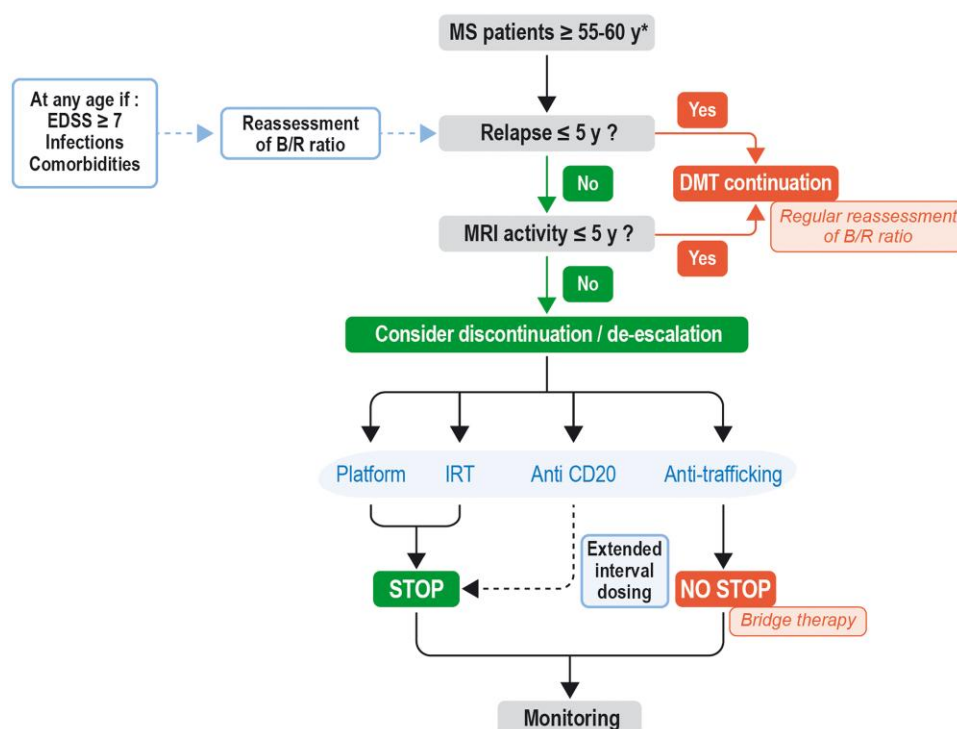 MS patients ≥ 55-60 y*
At any age if :
EDSS ≥ 7
Infections
Comorbidities
Reassessment
of B/R ratio
Relapse ≤ 5 y ?
Yes
No
DMT continuation
Regular reassessment
of B/R ratio
MRI activity ≤ 5 y ?
Yes
No
Consider discontinuation / de-escalation
Platform
IRT
Anti CD20
Anti-trafficking
Extended
interval
dosing
STOP
NO STOP
Bridge therapy
Monitoring